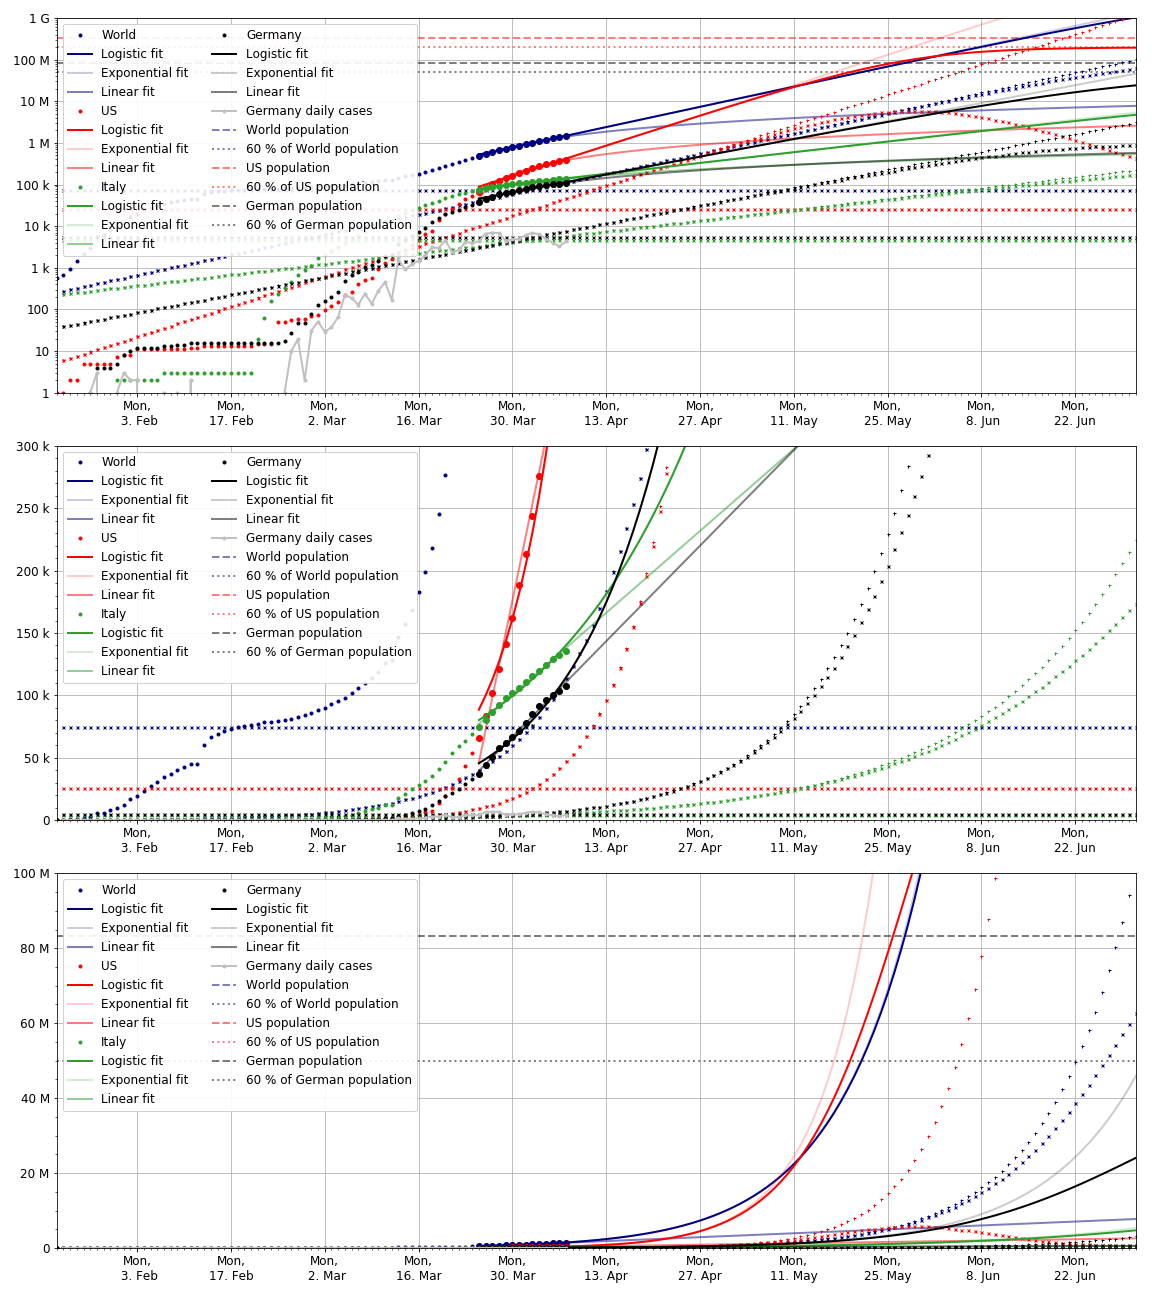 1 G
100 M
10 M
1 M
100 k
10 k
1 k
100
10
1
World
Logistic fit
Exponential fit
Linear fit
US
Logistic fit
Exponential fit
Linear fit
Italy
Logistic fit
Exponential fit
Linear fit
Germany
Logistic fit
Exponential fit
Linear fit
Germany daily cases
World population
60 % of World population
US population
60 % of US population
German population
60 % of German population
Mon,
3. Feb
Mon,
17. Feb
Mon,
2. Mar
Mon,
16. Mar
Mon,
30. Mar
Mon,
13. Apr
Mon,
27. Apr
Mon,
11. May
Mon,
25. May
Mon,
8. Jun
Mon,
22. Jun
300 k
250 k
200 k
150 k
100 k
50 k
0
World
Logistic fit
Exponential fit
Linear fit
US
Logistic fit
Exponential fit
Linear fit
Italy
Logistic fit
Exponential fit
Linear fit
Germany
Logistic fit
Exponential fit
Linear fit
Germany daily cases
World population
60 % of World population
US population
60 % of US population
German population
60 % of German population
Mon,
3. Feb
Mon,
17. Feb
Mon,
2. Mar
Mon,
16. Mar
Mon,
30. Mar
Mon,
13. Apr
Mon,
27. Apr
Mon,
11. May
Mon,
25. May
Mon,
8. Jun
Mon,
22. Jun
100 M
80 M
60 M
40 M
20 M
0
World
Logistic fit
Exponential fit
Linear fit
US
Logistic fit
Exponential fit
Linear fit
Italy
Logistic fit
Exponential fit
Linear fit
Germany
Logistic fit
Exponential fit
Linear fit
Germany daily cases
World population
60 % of World population
US population
60 % of US population
German population
60 % of German population
Mon,
3. Feb
Mon,
17. Feb
Mon,
2. Mar
Mon,
16. Mar
Mon,
30. Mar
Mon,
13. Apr
Mon,
27. Apr
Mon,
11. May
Mon,
25. May
Mon,
8. Jun
Mon,
22. Jun